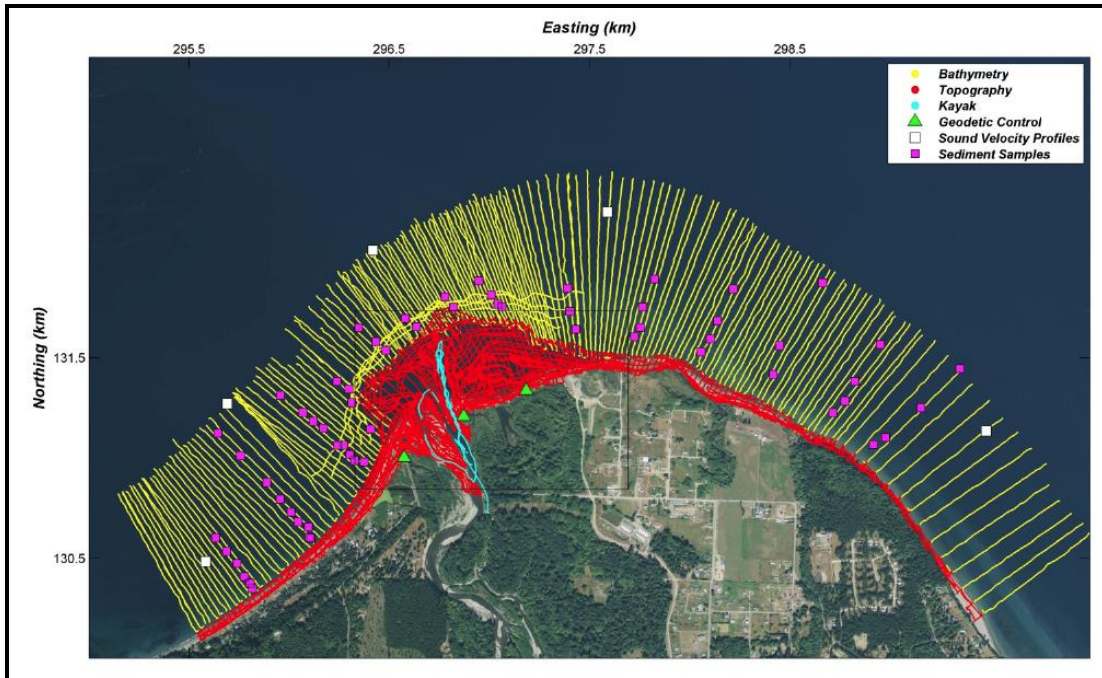 Easting (km)
295.5 296.5 297.5 298.5
Bathymetry
Topography
Kayak
Geodetic Control
Sound Velocity Profiles
Sediment Samples
Northing (km)
131.5
130.5